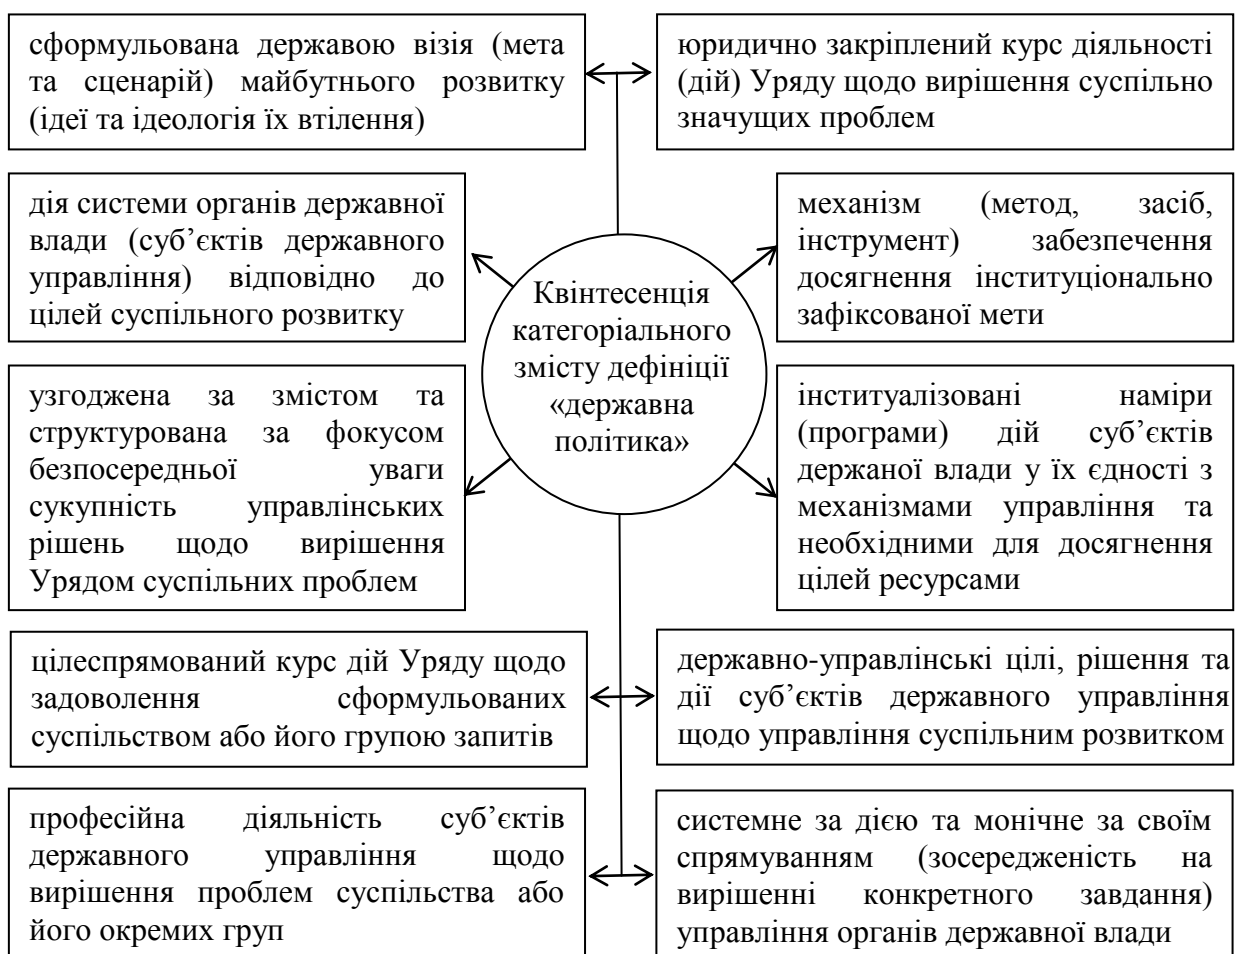 сформульована державою візія (мета
та сценарій) майбутнього розвитку
(ідеї та ідеологія їх втілення)
юридично закріплений курс діяльності
(дій) Уряду щодо вирішення суспільно
значущих проблем
дія системи органів державної
влади (суб’єктів державного
управління) відповідно до
цілей суспільного розвитку
механізм (метод, засіб,
інструмент) забезпечення
досягнення інституціонально
зафіксованої мети
Квінтесенція
категоріального
змісту дефініції
«державна
політика»
узгоджена за змістом та
структурована за фокусом
безпосередньої уваги
сукупність управлінських
рішень щодо вирішення
Урядом суспільних проблем
інституалізовані наміри
(програми) дій суб’єктів
держаної влади у їх єдності з
механізмами управління та
необхідними для досягнення
цілей ресурсами
цілеспрямований курс дій Уряду щодо
задоволення сформульованих
суспільством або його групою запитів
державно-управлінські цілі, рішення та
дії суб’єктів державного управління
щодо управління суспільним розвитком
професійна діяльність суб’єктів
державного управління щодо
вирішення проблем суспільства або
його окремих груп
системне за дією та монічне за своїм
спрямуванням (зосередженість на
вирішенні конкретного завдання)
управління органів державної влади